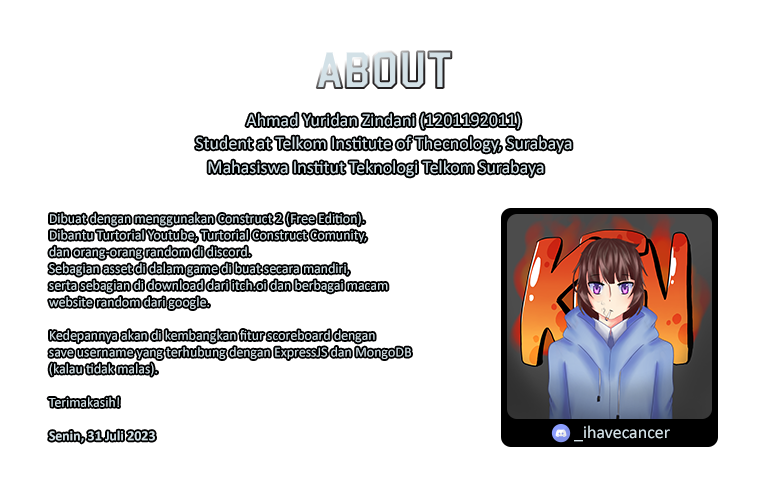 ABOUT
Ahmad Yuridan Zindani (1201192011)
Student at Telkom Institute of Thecnology, Surabaya
Mahasiswa Institut Teknologi Telkom Surabaya
Dibuat dengan menggunakan Construct 2 (Free Edition).
Dibantu Turtorial Youtube, Turtorial Construct Comunity,
dan orang-orang random di discord.
Sebagian asset di dalam game di buat secara mandiri,
serta sebagian di download dari itch.oi dan berbagai macam
website random dari google.
Kedepannya akan di kembangkan fitur scoreboard dengan
save username yang terhubung dengan ExpressJS dan MongoDB
(kalau tidak malas).
Terimakasih!
Senin, 31 Juli 2023
_ihavecancer